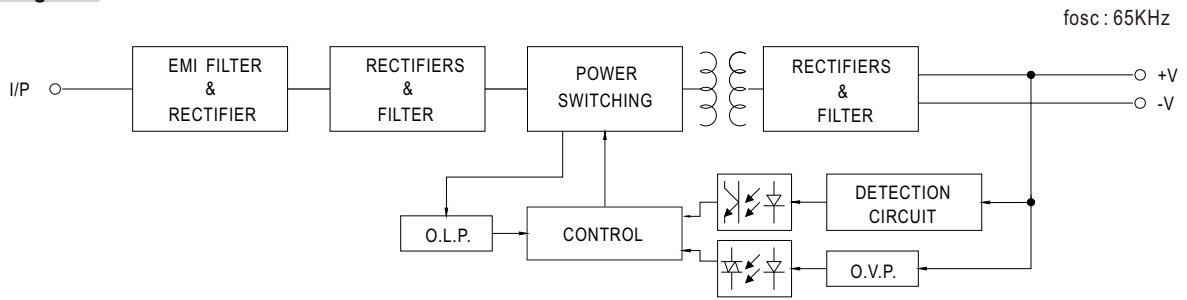 fosc : 65KHz
I/P
EMI FILTER
&
RECTIFIER
RECTIFIERS
&
FILTER
POWER
SWITCHING
RECTIFIERS
&
FILTER
+V
-V
DETECTION
CIRCUIT
O.L.P.
CONTROL
O.V.P.